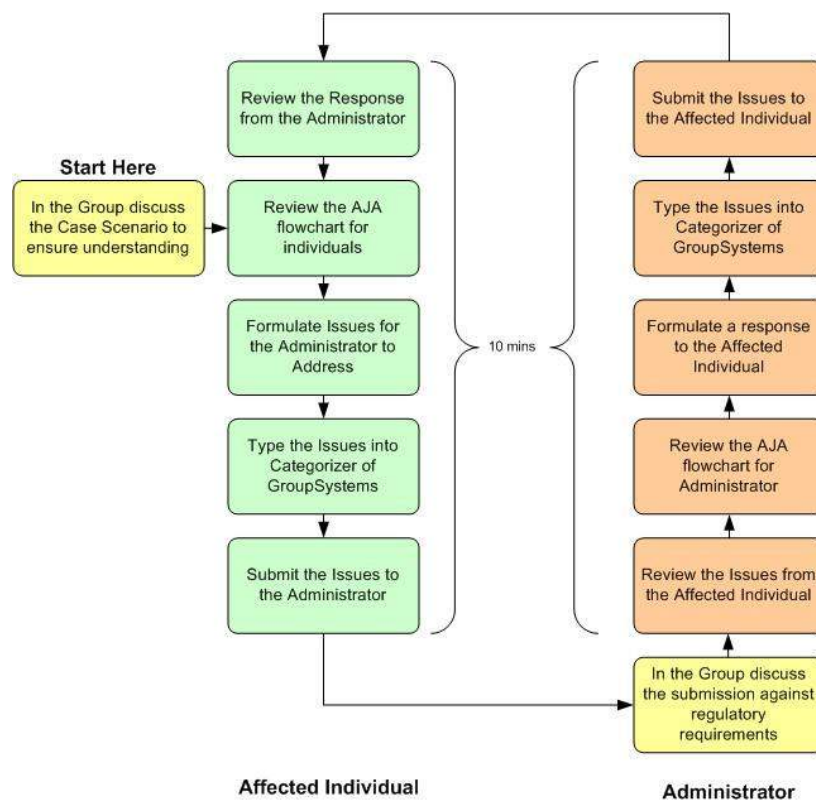 Review the Response
from the Administrator
Start Here
In the Group discuss
the Case Scenario to
ensure understanding
Review the AJA
flowchart for
individuals
Formulate Issues for
the Administrator to
Address
Type the Issues into
Categorizer of
GroupSystems
Submit the Issues to
the Administrator
Affected Individual
10 mins
Submit the Issues to
the Affected Individual
Type the Issues into
Categorizer of
GroupSystems
Formulate a response
to the Affected
Individual
Review the AJA
flowchart for
Administrator
Review the Issues from
the Affected Individual
In the Group discuss
the submission against
regulatory
requirements
Administrator